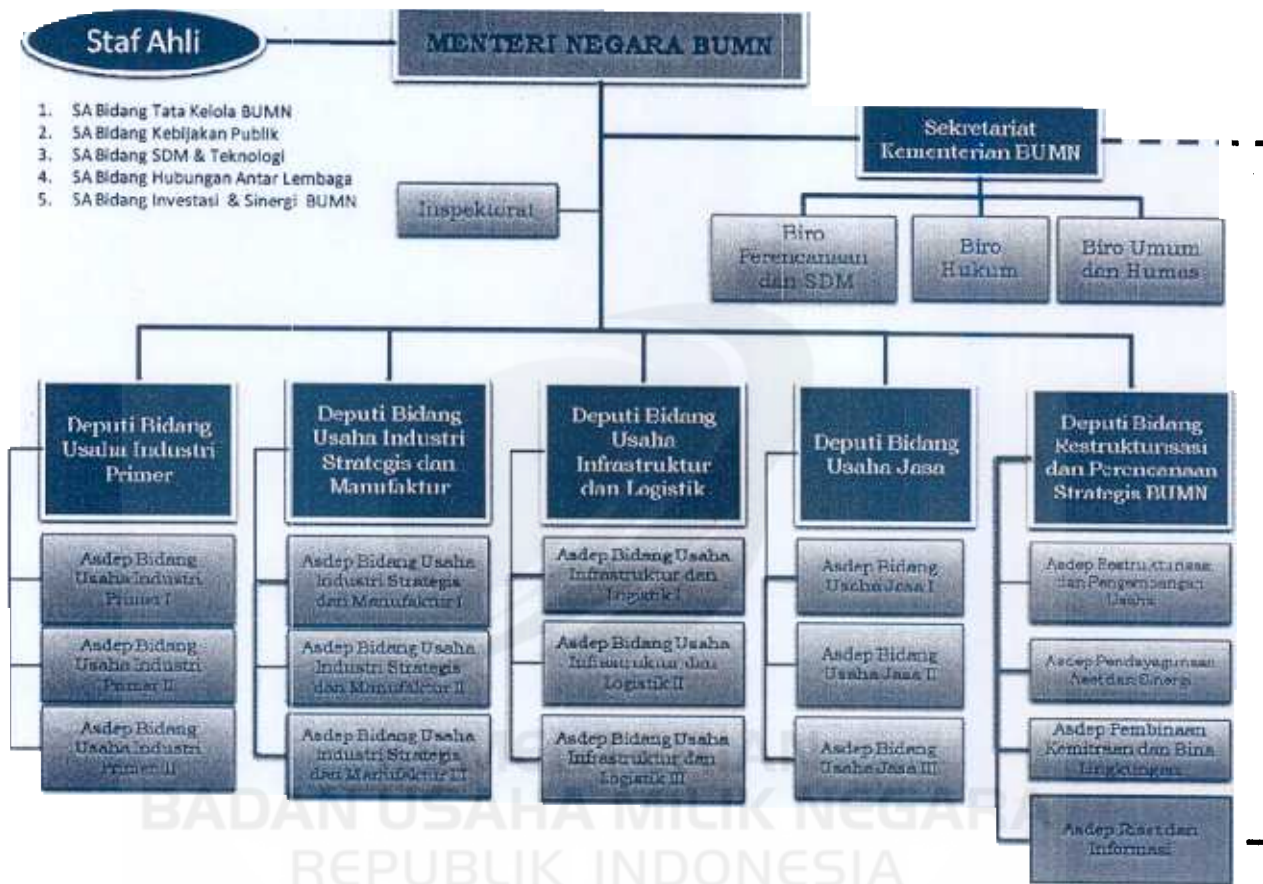 Staf Ahli
MENTERI NEGARA BUMN
1. SA Bidang Tata Kelola BUMN
2. SA Bidang Kebijakan Publik
3. SA Bidang SDM & Teknologi
4. SA Bidang Hubungan Antar Lembaga
5. SA Bidang Investasi & Sinergi BUMN
Sekretariat
Kementerian BUMN
Inspektorat
Biro
Perencanaan
dan SDM
Biro
Hukum
Biro Umum
dan Humas
Deputi Bidang
Usaha Industri
Primer
Deputi Bidang
Usaha Industri
Strategis dan
Manufaktur
Deputi Bidang
Usaha
Infrastruktur
dan Logistik
Deputi Bidang
Usaha Jasa
Deputi Bidang
Restrukturisasi
dan Perencanaan
Strategis BUMN
Asdep Bidang
Usaha Industri
Primer I
Asdep Bidang
Usaha Industri
Primer II
Asdep Bidang
Usaha Industri
Primer II
Asdep Bidang Usaha
Industri Strategis
dan Manufaktur I
Asdep Bidang Usaha
Industri Strategis
dan Manufaktur II
Asdep Bidang Usaha
Industri Strategis
dan Manufaktur III
Asdep Bidang Usaha
Infrastruktur dan
Logistik I
Asdep Bidang Usaha
Infrastruktur dan
Logistik II
Asdep Bidang Usaha
Infrastruktur dan
Logistik III
Asdep Bidang
Usaha Jasa I
Asdep Bidang
Usaha Jasa II
Asdep Bidang
Usaha Jasa III
Asdep Restrukturisasi
dan Pengembangan
Usaha
Asdep Pendayagunaan
Aset dan Sinergi
Asdep Pembinaan
Kemitraan dan Bina
Lingkungan
Asdep Riset dan
Informasi
BADAN USAHA MILIK NEGARA
REPUBLIK INDONESIA